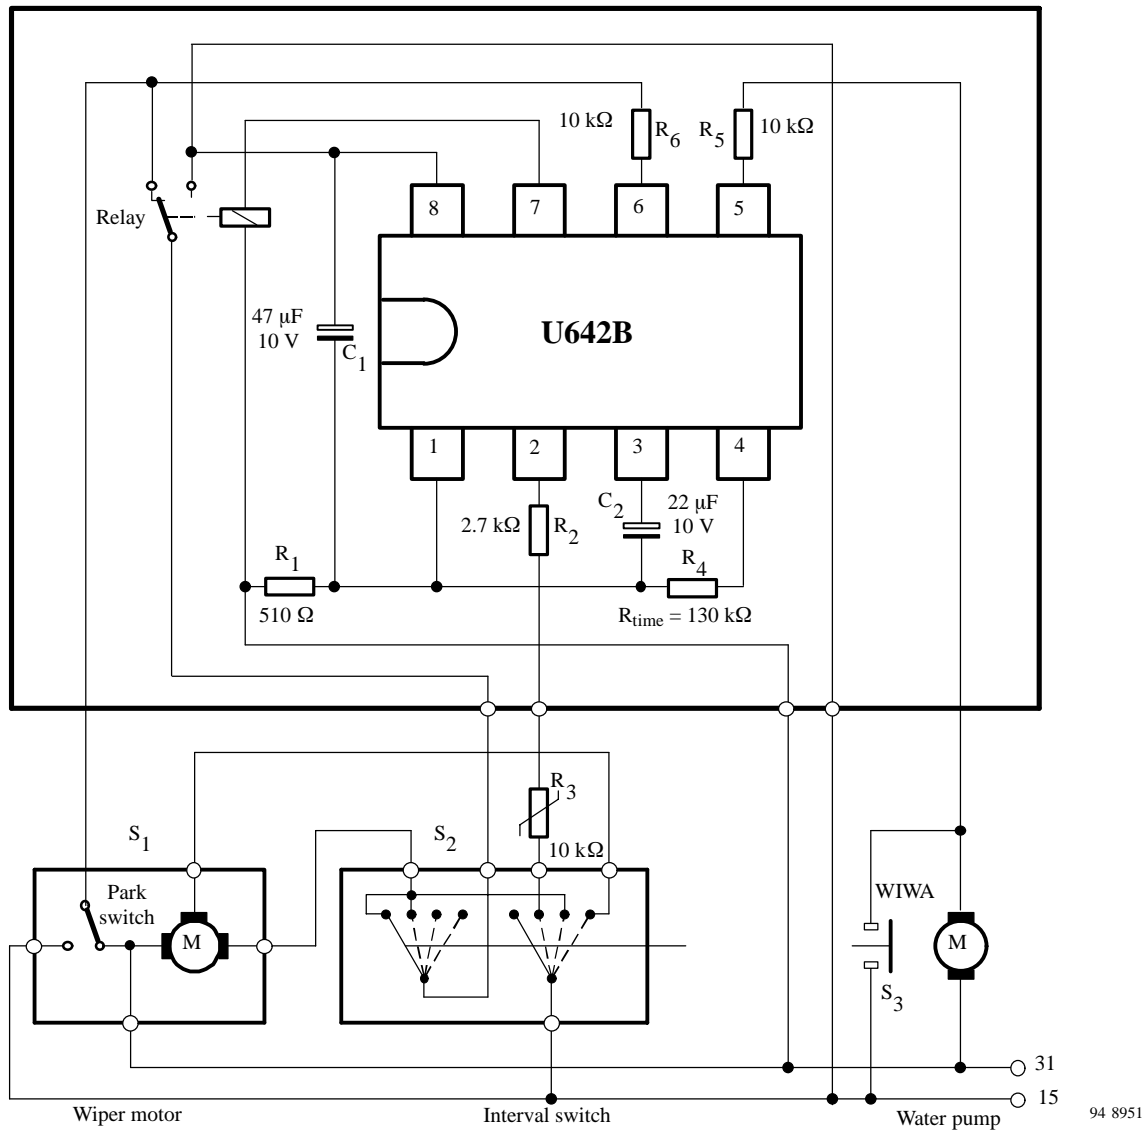 10 kΩ
R6
R5
10 kΩ
8
7
6
5
Relay
47 µF
10 V
C1
U642B
1
2
3
4
2.7 kΩ
R2
C2
22 µF
10 V
R1
510 Ω
R4
Rtime = 130 kΩ
R3
10 kΩ
S1
S2
Park
switch
M
WIWA
M
S3
31
15
Wiper motor
Interval switch
Water pump
94 8951